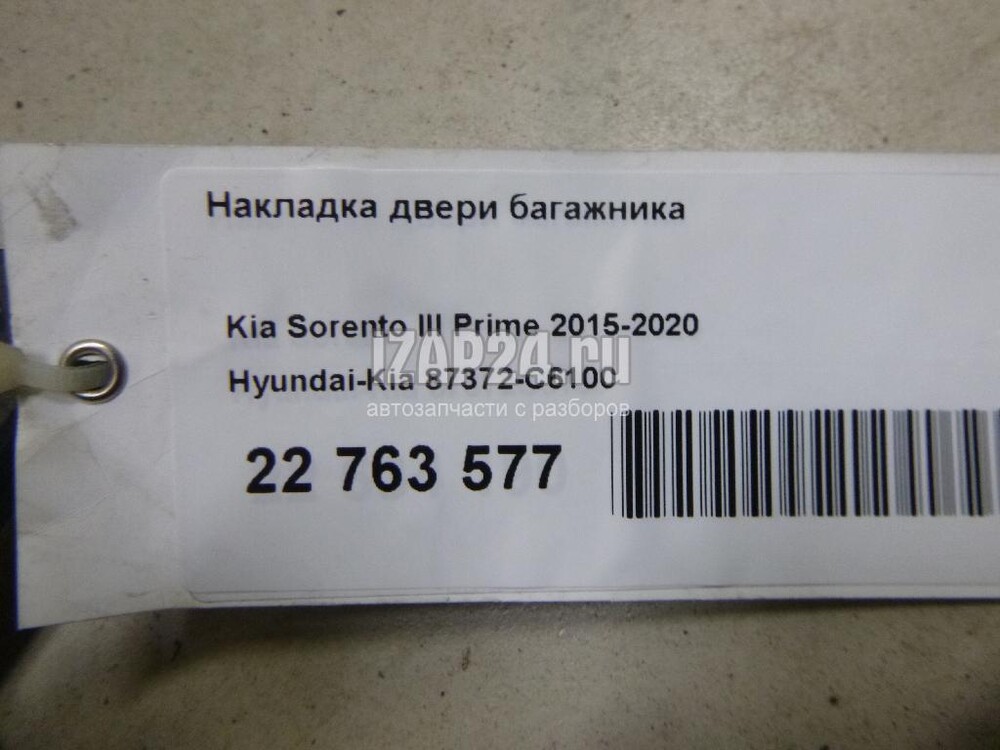 Накладка двери багажника
Kia Sorento III Prime 2015-2020
IZAP24.ru
Hyundai-Kia 87372-C6100
автозапчасти с разборов
22 763 577